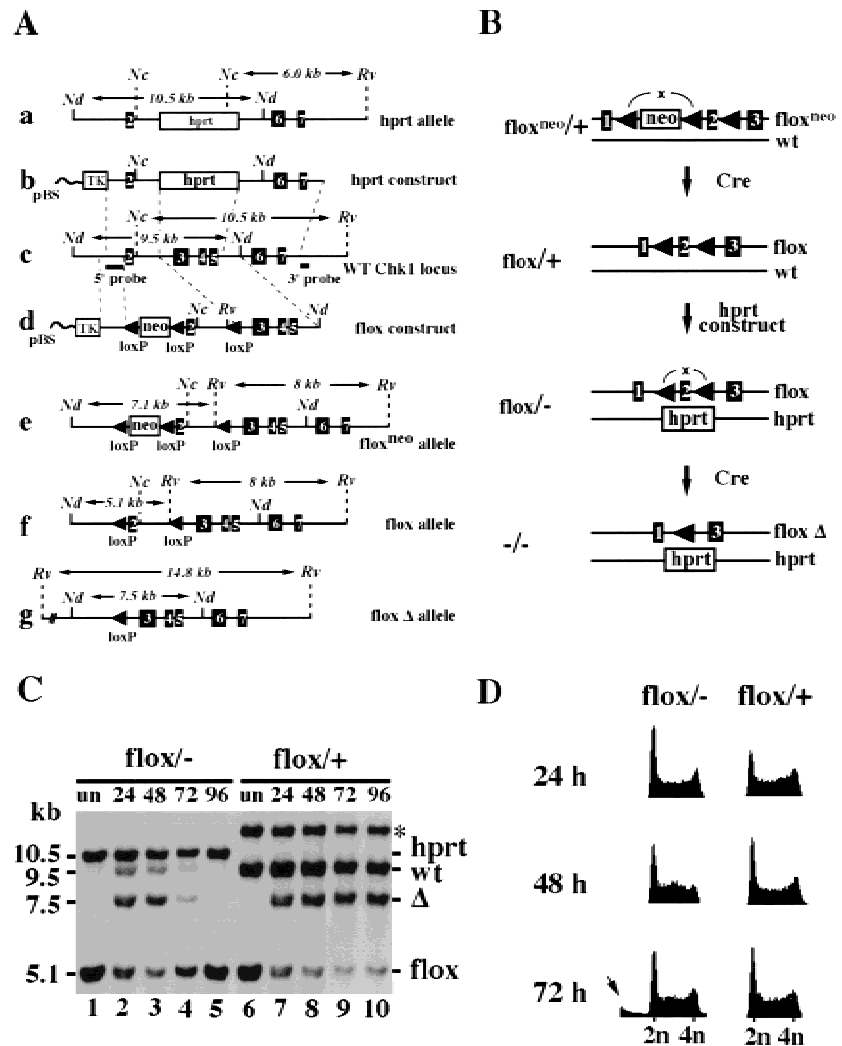 A
Nc Nc 6.0 kb Rv
Nd 10.5 kb Nd
a 2 hprt 6 7 hprt allele
Nc Nd
b TK 2 hprt 6 7 hprt construct
pBS
Nc 10.5 kb Rv
Nd 9.5 kb Nd
c 2 3 4 5 6 7 WT Chk1 locus
5' probe 3' probe
Nc Rv Nd
d TK neo 2 3 4 5 flox construct
pBS loxP loxP loxP
Nc Rv 8 kb Rv
Nd 7.1 kb Nd
e neo 2 3 4 5 6 7
loxP loxP loxP floxneo allele
Nc Rv 8 kb Rv
Nd 5.1 kb Nd
f 2 3 4 5 6 7 flox allele
loxP loxP
Rv 14.8 kb Rv
Nd 7.5 kb Nd
g 3 4 5 6 7 flox Δ allele
loxP
B
x
floxneo/+ 1 neo 2 3 floxneo
wt
Cre
flox/+ 1 2 3 flox
wt
hprt
construct
x
flox/- 1 2 3 flox
hprt hprt
Cre
-/- 1 3 flox Δ
hprt hprt
C
flox/- flox/+
kb un 24 48 72 96 un 24 48 72 96
*
10.5 hprt
9.5 wt
7.5 Δ
5.1 flox
1 2 3 4 5 6 7 8 9 10
D
flox/- flox/+
24 h
48 h
72 h
2n 4n 2n 4n